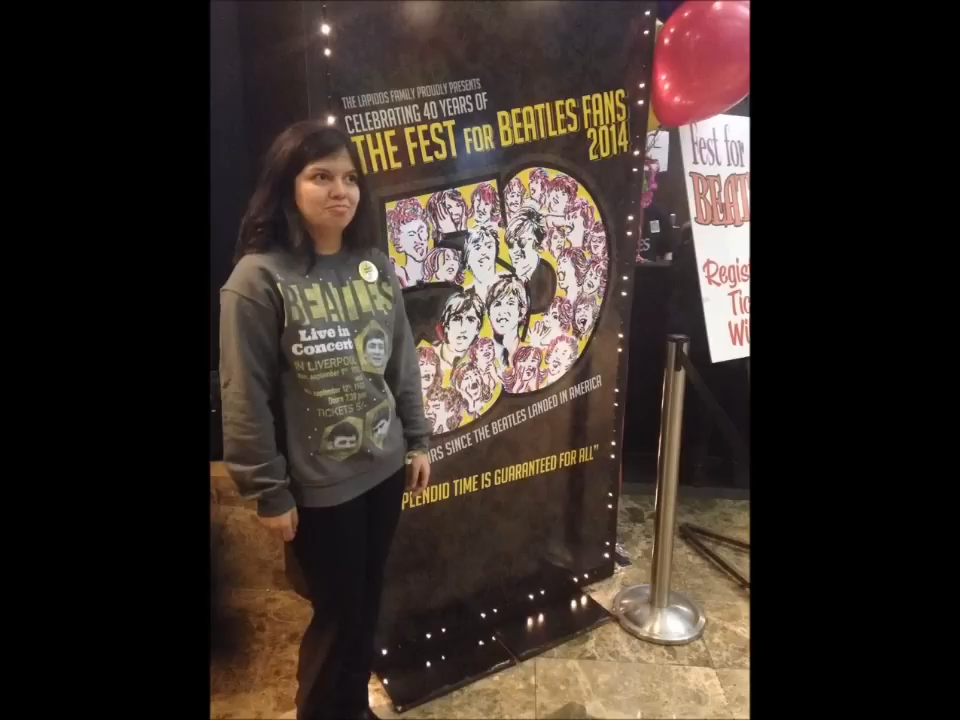 THE LAPIDOS FAMILY PROUDLY PRESENTS
CELEBRATING 40 YEARS OF
THE FEST FOR BEATLES FANS
2014
50
SINCE THE BEATLES LANDED IN AMERICA
PLENDID TIME IS GUARANTEED FOR ALL"
BEATLES
Live in
Concert
IN LIVERPOOL
TICKETS
Fest for
BEAT
Regis
Tic
Wi